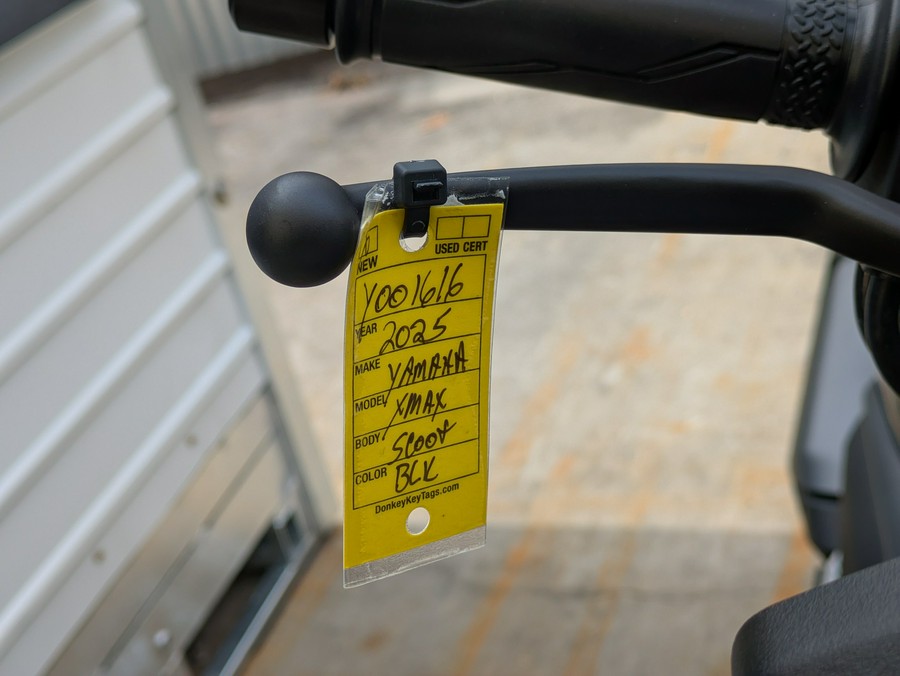 NEW USED CERT
Y001616
YEAR 2025
MAKE YAMAHA
MODEL XMAX
BODY SCOOT
COLOR BLK
DonkeyKeyTags.com